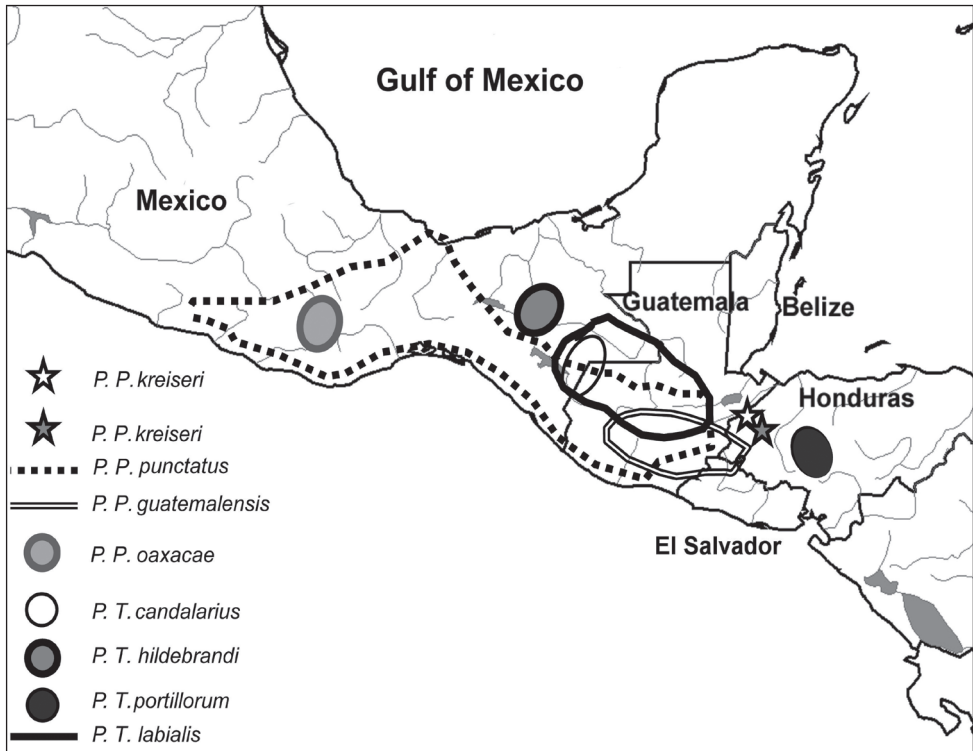 Gulf of Mexico
Mexico
Guatemala
Belize
Honduras
El Salvador
P. P. kreiseri
P. P. kreiseri
P. P. punctatus
P. P. guatemalensis
P. P. oaxacae
P. T. candalarius
P. T. hildebrandi
P. T. portillorum
P. T. labialis